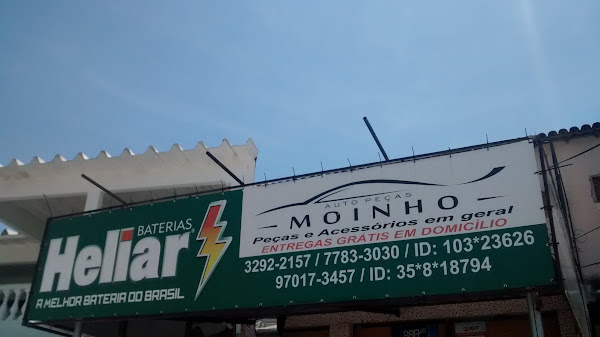 BATERIAS
Heliar
A MELHOR BATERIA DO BRASIL
AUTO PEÇAS
MOINHO
Peças e Acessórios em geral
ENTREGAS GRÁTIS EM DOMICÍLIO
3292-2157 / 7783-3030 / ID: 103*23626
97017-3457 / ID: 35*8*18794